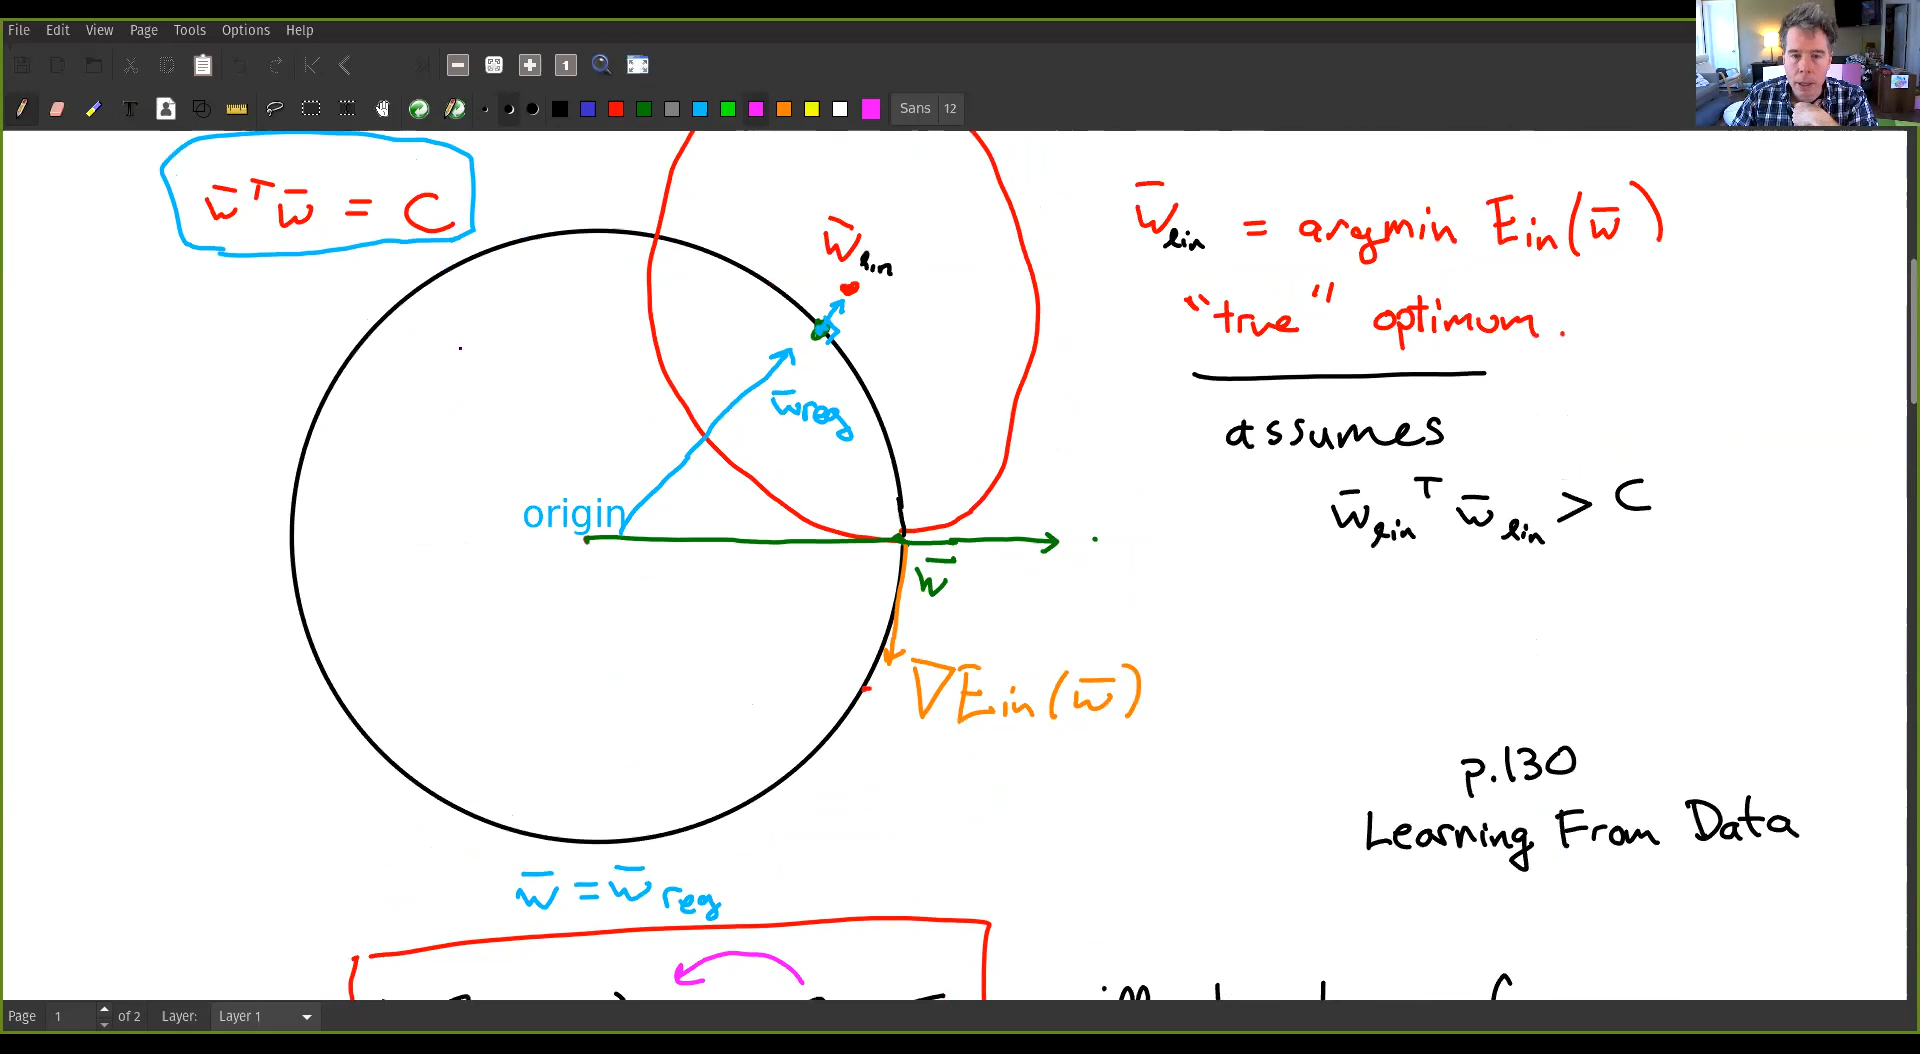 File Edit View Page Tools Options Help
Sans 12
w̄ᵀw̄ = C
w̄lin
w̄lin = argmin Ein(w̄)
"true" optimum.
w̄reg
assumes
w̄linᵀ w̄lin > C
origin
w̄
∇Ein(w̄)
p.130
Learning From Data
w̄ = w̄reg
Page 1 of 2 Layer: Layer 1